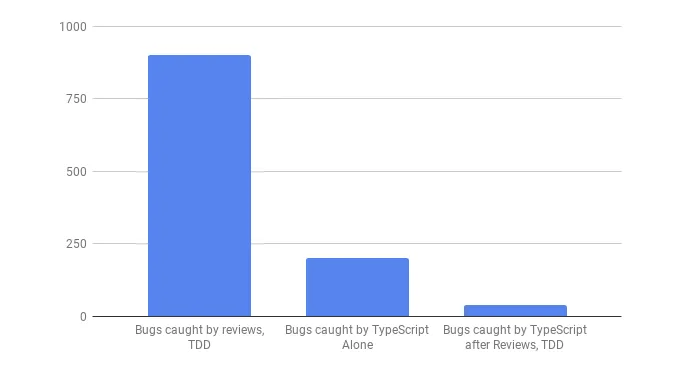 1000
750
500
250
0
Bugs caught by reviews,
TDD
Bugs caught by TypeScript
Alone
Bugs caught by TypeScript
after Reviews, TDD